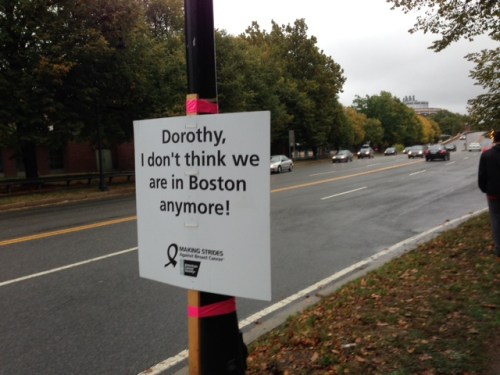 Dorothy,
I don't think we
are in Boston
anymore!
MAKING STRIDES
Against Breast Cancer